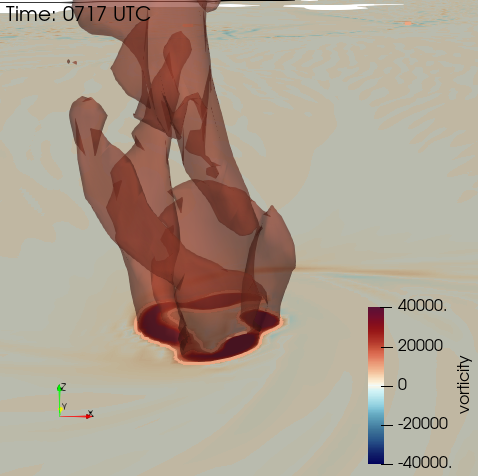 Time: 0717 UTC
40000.
20000
0
-20000
-40000.
vorticity
Z
Y
X